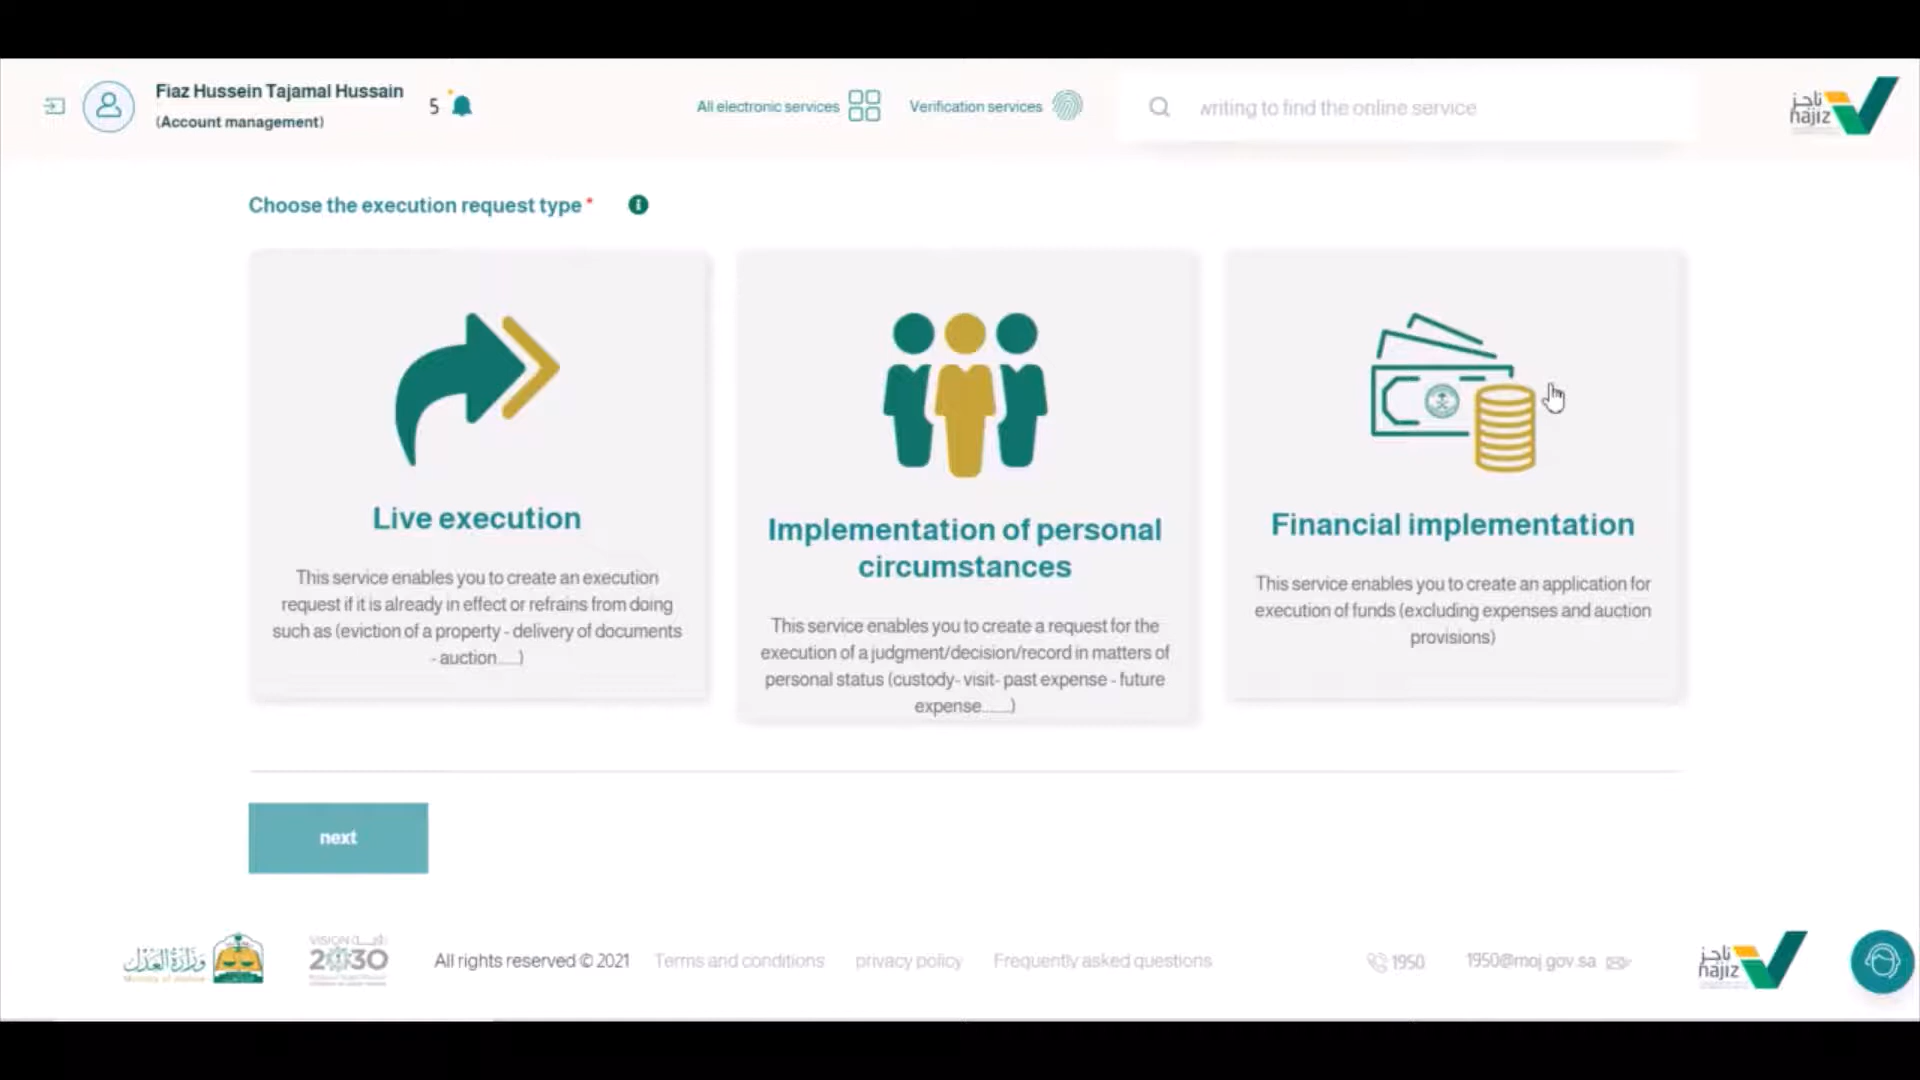 Fiaz Hussein Tajamal Hussain
(Account management)
5
All electronic services
Verification services
writing to find the online service
ناجز
najiz
Choose the execution request type *
Live execution
This service enables you to create an execution
request if it is already in effect or refrains from doing
such as (eviction of a property - delivery of documents
- auction......)
Implementation of personal
circumstances
This service enables you to create a request for the
execution of a judgment/decision/record in matters of
personal status (custody- visit- past expense - future
expense........)
Financial implementation
This service enables you to create an application for
execution of funds (excluding expenses and auction
provisions)
next
وزارة العدل
Ministry of Justice
VISION رؤية
2030
All rights reserved © 2021
Terms and conditions
privacy policy
Frequently asked questions
1950
1950@moj.gov.sa
ناجز
najiz